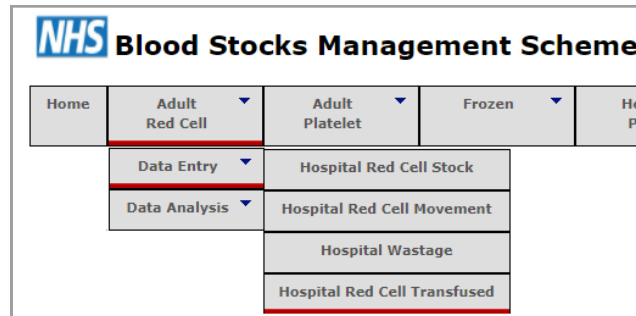 NHS Blood Stocks Management Scheme
Home
Adult
Red Cell
Adult
Platelet
Frozen
Data Entry
Data Analysis
Hospital Red Cell Stock
Hospital Red Cell Movement
Hospital Wastage
Hospital Red Cell Transfused